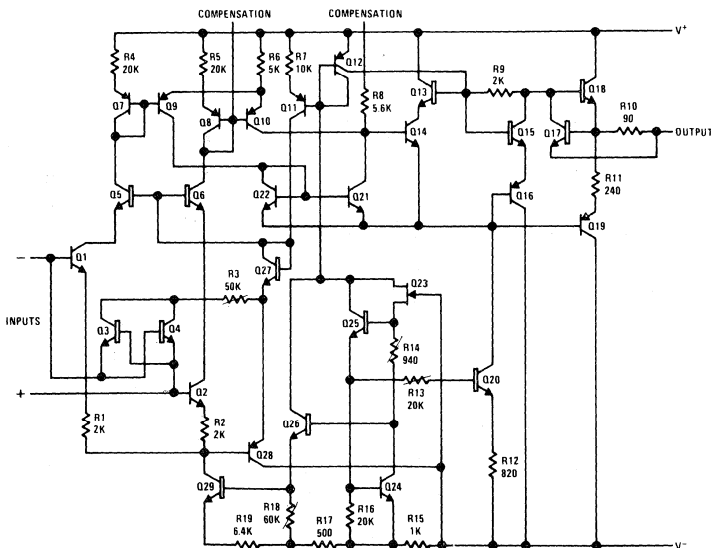 COMPENSATION COMPENSATION
V+
R4 20K
R5 20K
R6 5K
R7 10K
Q12
R8 5.6K
Q13
R9 2K
Q18
Q7
Q9
Q8
Q10
Q11
Q14
Q15
Q17
R10 90
OUTPUT
Q5
Q6
Q22
Q21
Q16
R11 240
Q19
−
Q1
R3 50K
Q27
Q23
INPUTS
Q3
Q4
Q25
R14 940
+
Q2
R13 20K
Q20
R1 2K
R2 2K
Q26
Q28
R12 820
Q29
R18 60K
Q24
R19 6.4K
R17 500
R16 20K
R15 1K
V−